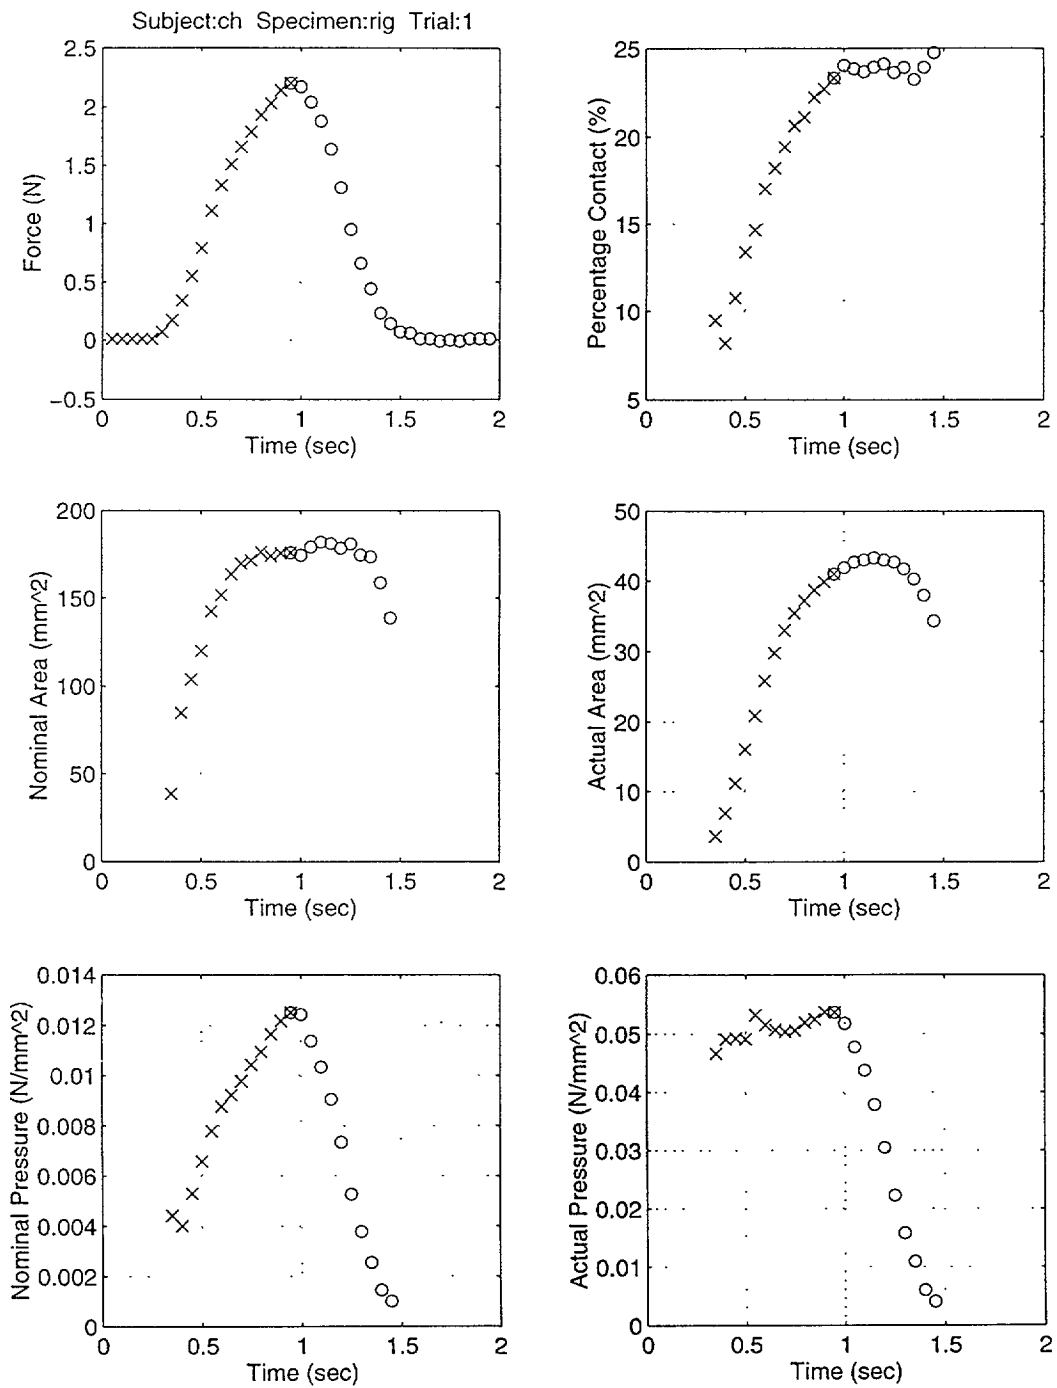 Subject:ch Specimen:rig Trial:1
2.5
2
1.5
1
0.5
0
−0.5
Force (N)
0 0.5 1 1.5 2
Time (sec)
25
20
15
10
5
Percentage Contact (%)
0 0.5 1 1.5 2
Time (sec)
200
150
100
50
0
Nominal Area (mm^2)
0 0.5 1 1.5 2
Time (sec)
50
40
30
20
10
0
Actual Area (mm^2)
0 0.5 1 1.5 2
Time (sec)
0.014
0.012
0.01
0.008
0.006
0.004
0.002
0
Nominal Pressure (N/mm^2)
0 0.5 1 1.5 2
Time (sec)
0.06
0.05
0.04
0.03
0.02
0.01
0
Actual Pressure (N/mm^2)
0 0.5 1 1.5 2
Time (sec)